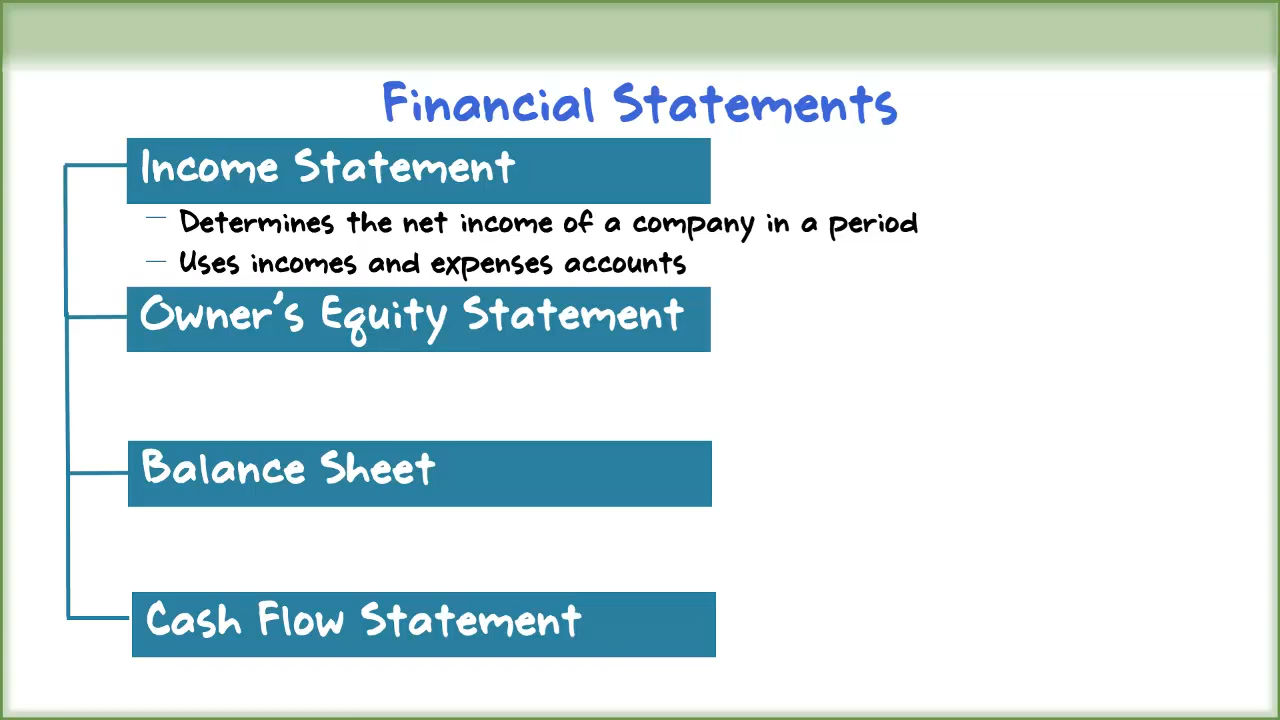 Financial Statements
Income Statement
— Determines the net income of a company in a period
— Uses incomes and expenses accounts
Owner's Equity Statement
Balance Sheet
Cash Flow Statement